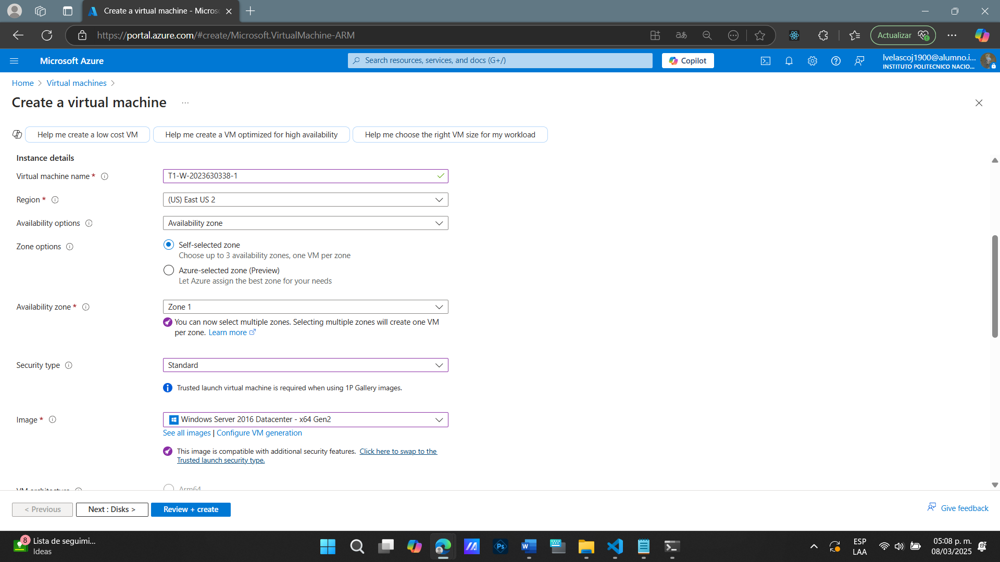 Create a virtual machine - Micros
https://portal.azure.com/#create/Microsoft.VirtualMachine-ARM
Actualizar
Microsoft Azure
Search resources, services, and docs (G+/)
Copilot
lvelascoj1900@alumno.i...
INSTITUTO POLITECNICO NACIO...
Home > Virtual machines >
Create a virtual machine ...
Help me create a low cost VM
Help me create a VM optimized for high availability
Help me choose the right VM size for my workload
Instance details
Virtual machine name *
T1-W-2023630338-1
Region *
(US) East US 2
Availability options
Availability zone
Zone options
Self-selected zone
Choose up to 3 availability zones, one VM per zone
Azure-selected zone (Preview)
Let Azure assign the best zone for your needs
Availability zone *
Zone 1
You can now select multiple zones. Selecting multiple zones will create one VM
per zone. Learn more
Security type
Standard
Trusted launch virtual machine is required when using 1P Gallery images.
Image *
Windows Server 2016 Datacenter - x64 Gen2
See all images | Configure VM generation
This image is compatible with additional security features. Click here to swap to the
Trusted launch security type.
VM architecture
Arm64
< Previous
Next : Disks >
Review + create
Give feedback
8
Lista de seguimi...
Ideas
ESP
LAA
05:08 p. m.
08/03/2025